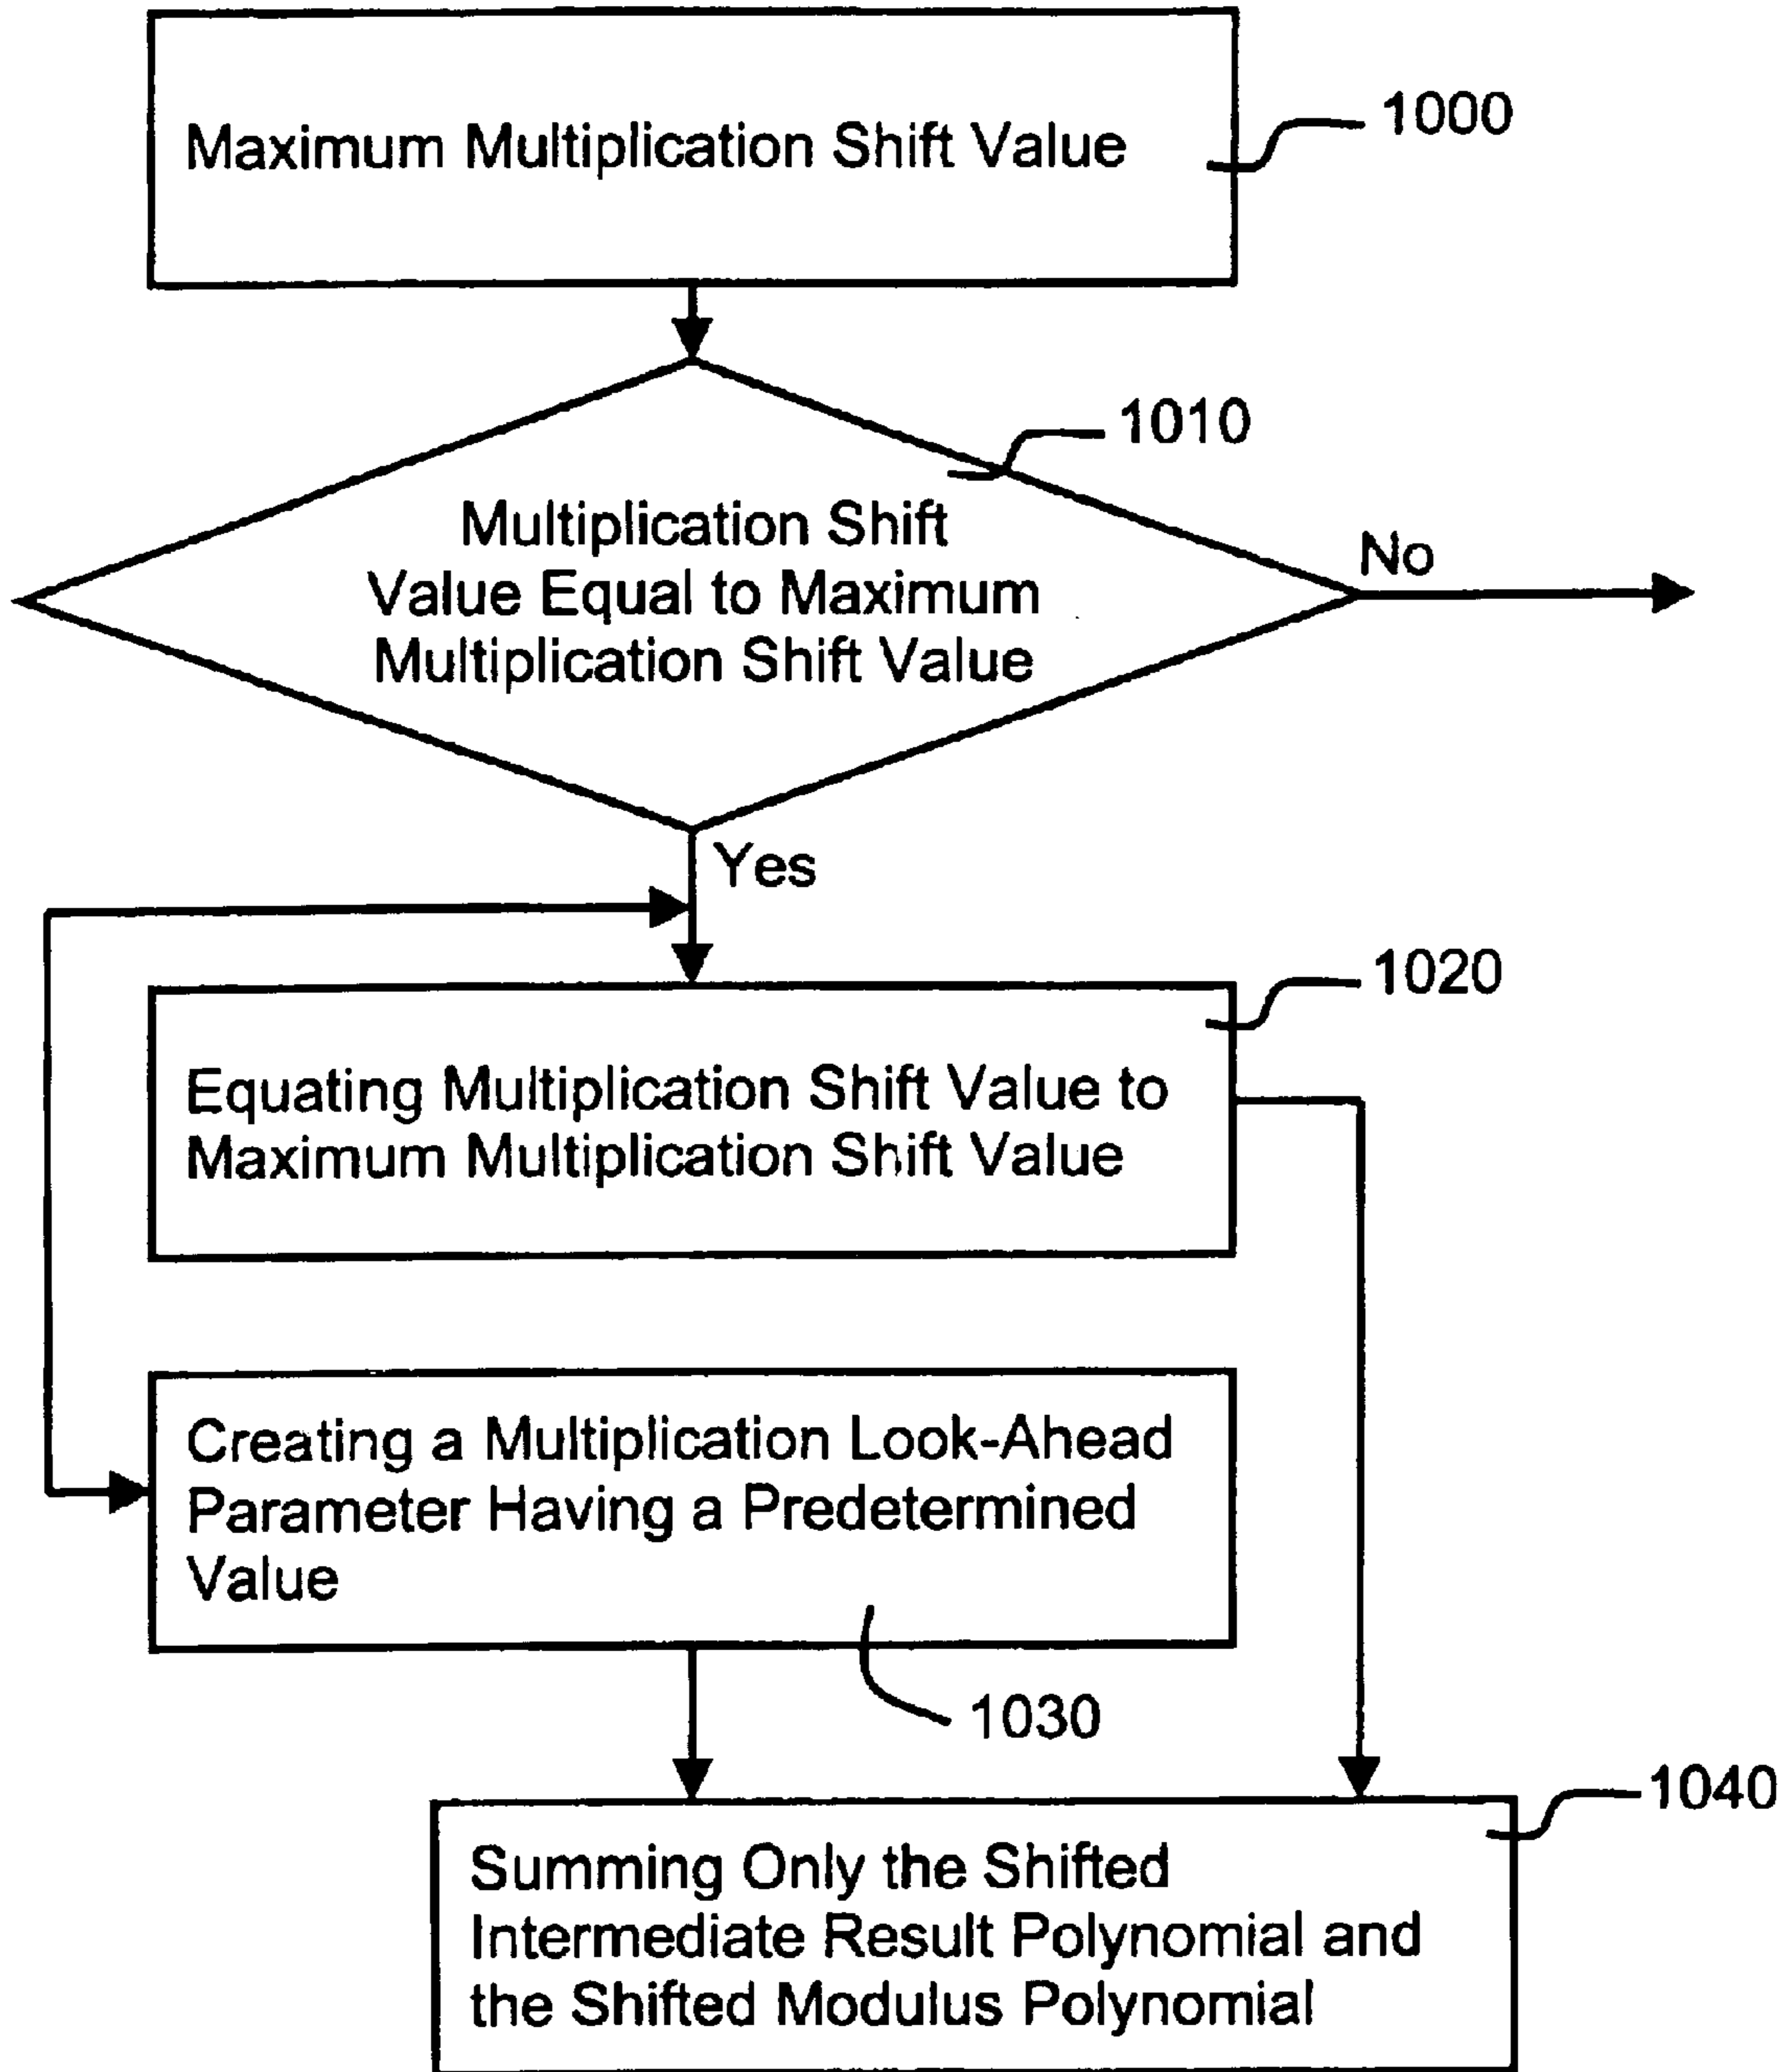 Maximum Multiplication Shift Value
1000
1010
Multiplication Shift
Value Equal to Maximum
Multiplication Shift Value
No
Yes
1020
Equating Multiplication Shift Value to
Maximum Multiplication Shift Value
Creating a Multiplication Look-Ahead
Parameter Having a Predetermined
Value
1030
1040
Summing Only the Shifted
Intermediate Result Polynomial and
the Shifted Modulus Polynomial